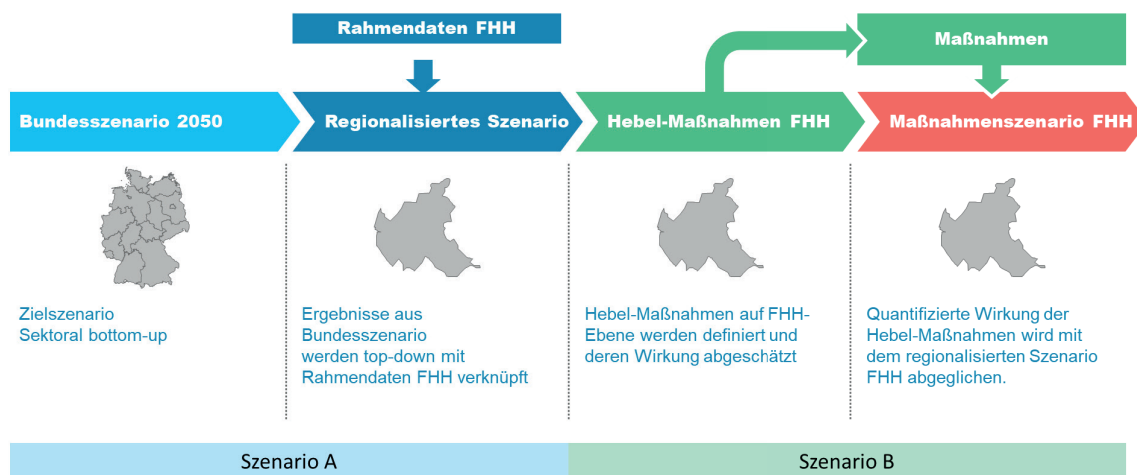 Rahmendaten FHH
Maßnahmen
Bundesszenario 2050
Regionalisiertes Szenario
Hebel-Maßnahmen FHH
Maßnahmenszenario FHH
Zielszenario
Sektoral bottom-up
Ergebnisse aus
Bundesszenario
werden top-down mit
Rahmendaten FHH verknüpft
Hebel-Maßnahmen auf FHH-
Ebene werden definiert und
deren Wirkung abgeschätzt
Quantifizierte Wirkung der
Hebel-Maßnahmen wird mit
dem regionalisierten Szenario
FHH abgeglichen.
Szenario A
Szenario B